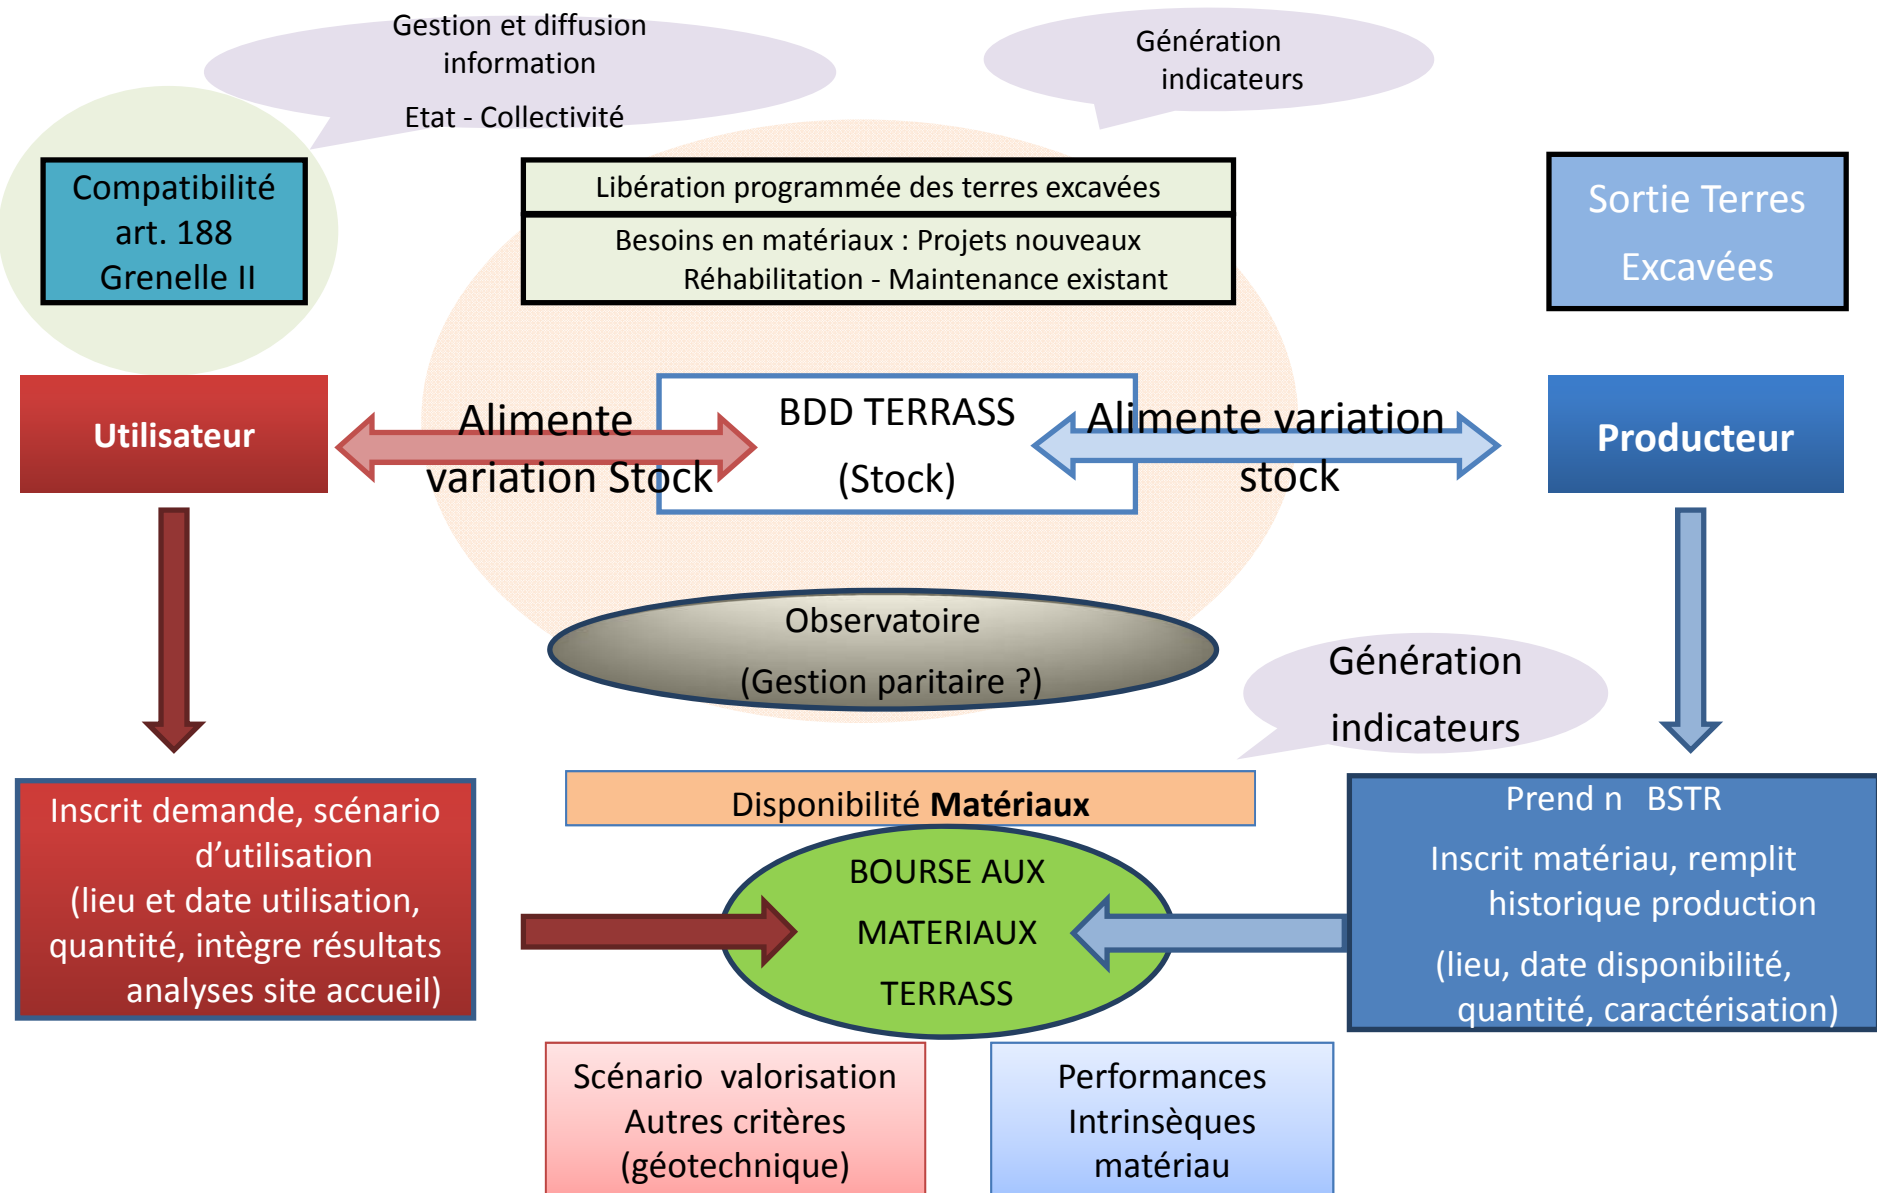 Gestion et diffusion
information
Etat - Collectivité
Génération
indicateurs
Compatibilité
art. 188
Grenelle II
Libération programmée des terres excavées
Besoins en matériaux : Projets nouveaux
Réhabilitation - Maintenance existant
Sortie Terres
Excavées
Utilisateur
Alimente
variation Stock
BDD TERRASS
(Stock)
Alimente variation
stock
Producteur
Observatoire
(Gestion paritaire ?)
Génération
indicateurs
Inscrit demande, scénario
d’utilisation
(lieu et date utilisation,
quantité, intègre résultats
analyses site accueil)
Disponibilité Matériaux
BOURSE AUX
MATERIAUX
TERRASS
Prend n BSTR
Inscrit matériau, remplit
historique production
(lieu, date disponibilité,
quantité, caractérisation)
Scénario valorisation
Autres critères
(géotechnique)
Performances
Intrinsèques
matériau